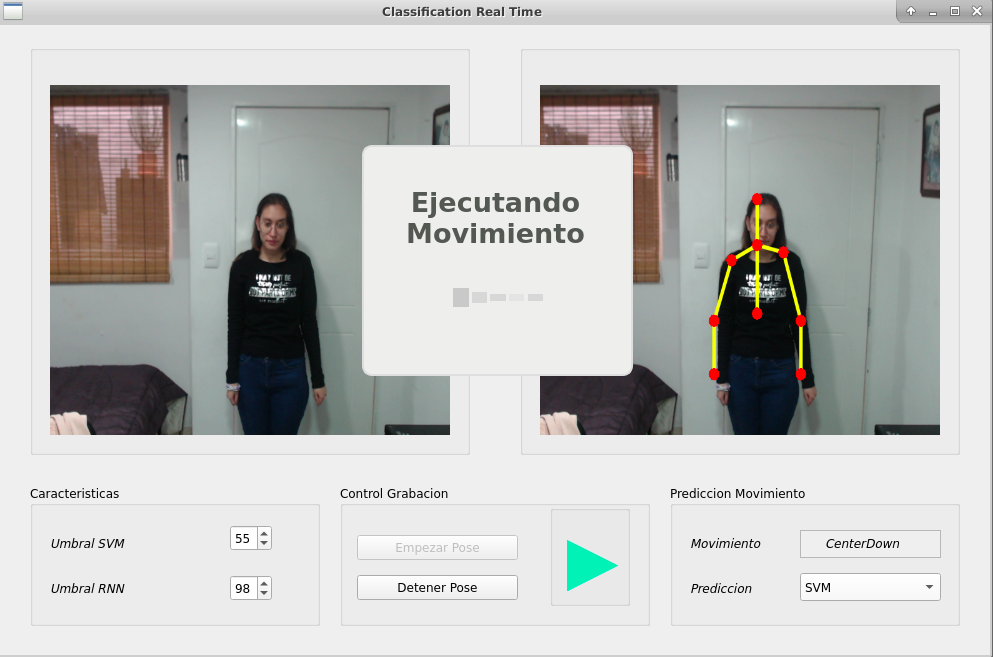 Classification Real Time
Ejecutando
Movimiento
Caracteristicas
Umbral SVM
55
Umbral RNN
98
Control Grabacion
Empezar Pose
Detener Pose
Prediccion Movimiento
Movimiento
CenterDown
Prediccion
SVM